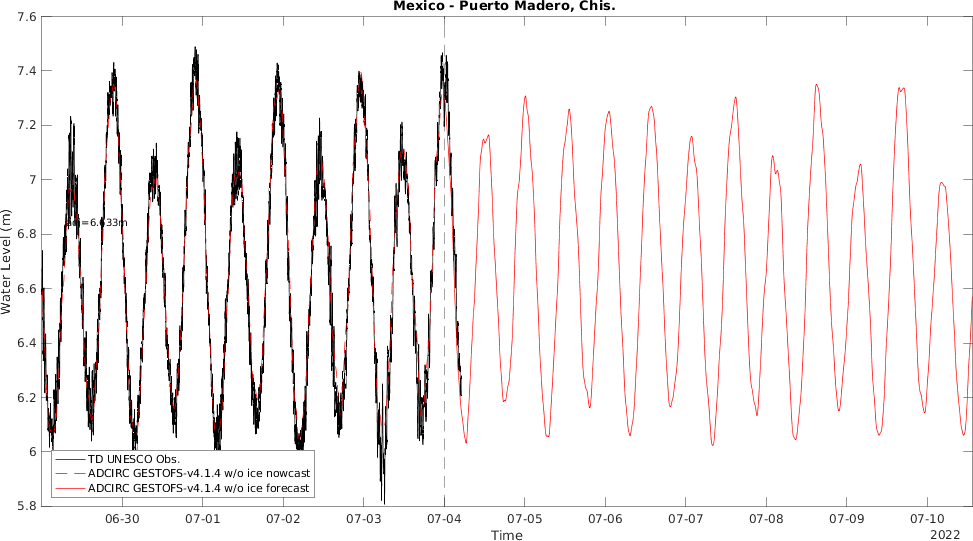 Mexico - Puerto Madero, Chis.
7.6
7.4
7.2
7
6.8
6.6
6.4
6.2
6
5.8
Water Level (m)
TD UNESCO Obs.
ADCIRC GESTOFS-v4.1.4 w/o ice nowcast
ADCIRC GESTOFS-v4.1.4 w/o ice forecast
06-30 07-01 07-02 07-03 07-04 07-05 07-06 07-07 07-08 07-09 07-10
Time
2022